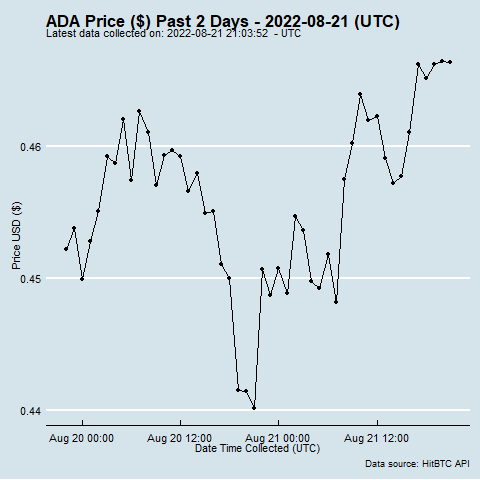 ADA Price ($) Past 2 Days - 2022-08-21 (UTC)
Latest data collected on: 2022-08-21 21:03:52 - UTC
Price USD ($)
0.46
0.45
0.44
Aug 20 00:00 Aug 20 12:00 Aug 21 00:00 Aug 21 12:00
Date Time Collected (UTC)
Data source: HitBTC API